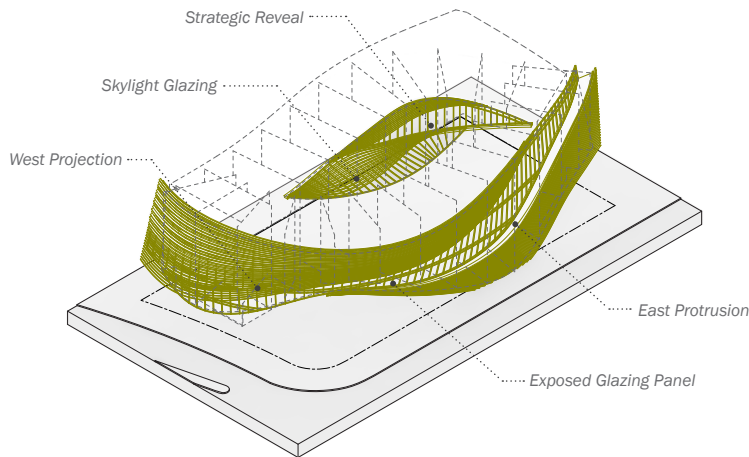 Strategic Reveal
Skylight Glazing
West Projection
East Protrusion
Exposed Glazing Panel